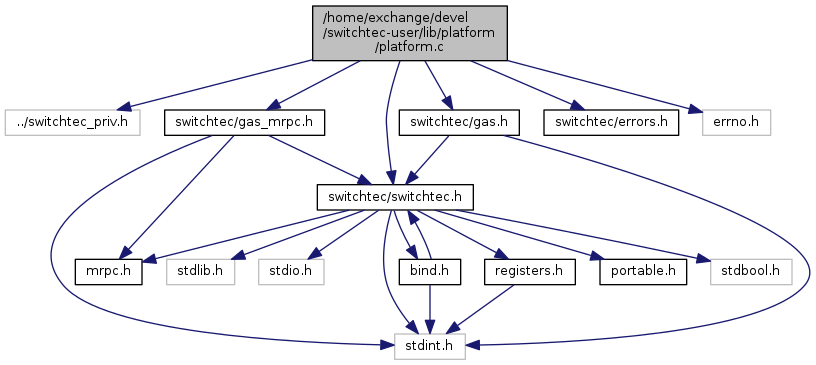 /home/exchange/devel
/switchtec-user/lib/platform
/platform.c
../switchtec_priv.h
switchtec/gas_mrpc.h
switchtec/gas.h
switchtec/errors.h
errno.h
switchtec/switchtec.h
mrpc.h
stdlib.h
stdio.h
bind.h
registers.h
portable.h
stdbool.h
stdint.h